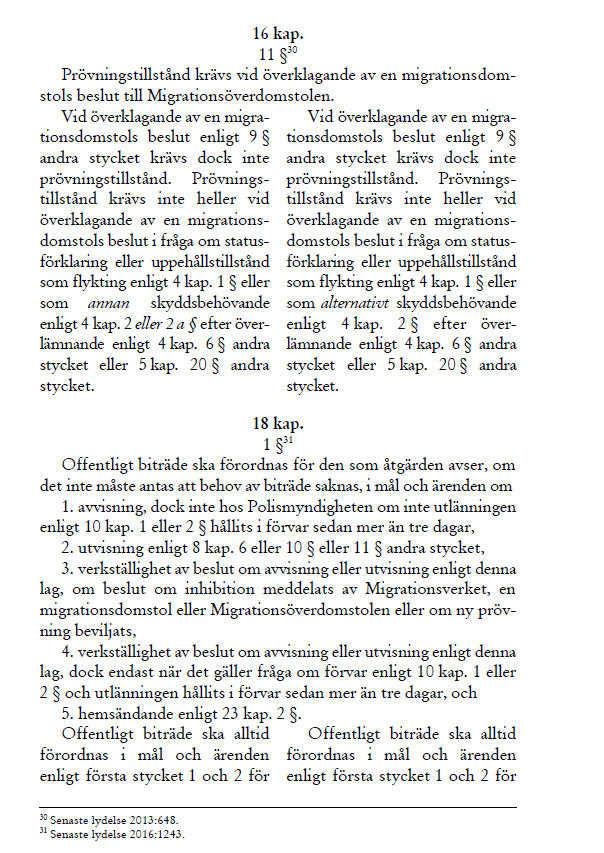 16 kap.
11 §30
Prövningstillstånd krävs vid överklagande av en migrationsdom-
stols beslut till Migrationsöverdomstolen.
Vid överklagande av en migra-
tionsdomstols beslut enligt 9 §
andra stycket krävs dock inte
prövningstillstånd. Prövnings-
tillstånd krävs inte heller vid
överklagande av en migrations-
domstols beslut i fråga om status-
förklaring eller uppehållstillstånd
som flykting enligt 4 kap. 1 § eller
som annan skyddsbehövande
enligt 4 kap. 2 eller 2 a § efter över-
lämnande enligt 4 kap. 6 § andra
stycket eller 5 kap. 20 § andra
stycket.
Vid överklagande av en migra-
tionsdomstols beslut enligt 9 §
andra stycket krävs dock inte
prövningstillstånd. Prövnings-
tillstånd krävs inte heller vid
överklagande av en migrations-
domstols beslut i fråga om status-
förklaring eller uppehållstillstånd
som flykting enligt 4 kap. 1 § eller
som alternativt skyddsbehövande
enligt 4 kap. 2 § efter över-
lämnande enligt 4 kap. 6 § andra
stycket eller 5 kap. 20 § andra
stycket.
18 kap.
1 §31
Offentligt biträde ska förordnas för den som åtgärden avser, om
det inte måste antas att behov av biträde saknas, i mål och ärenden om
1. avvisning, dock inte hos Polismyndigheten om inte utlänningen
enligt 10 kap. 1 eller 2 § hållits i förvar sedan mer än tre dagar,
2. utvisning enligt 8 kap. 6 eller 10 § eller 11 § andra stycket,
3. verkställighet av beslut om avvisning eller utvisning enligt denna
lag, om beslut om inhibition meddelats av Migrationsverket, en
migrationsdomstol eller Migrationsöverdomstolen eller om ny pröv-
ning beviljats,
4. verkställighet av beslut om avvisning eller utvisning enligt denna
lag, dock endast när det gäller fråga om förvar enligt 10 kap. 1 eller
2 § och utlänningen hållits i förvar sedan mer än tre dagar, och
5. hemsändande enligt 23 kap. 2 §.
Offentligt biträde ska alltid
förordnas i mål och ärenden
enligt första stycket 1 och 2 för
Offentligt biträde ska alltid
förordnas i mål och ärenden
enligt första stycket 1 och 2 för
30 Senaste lydelse 2013:648.
31 Senaste lydelse 2016:1243.